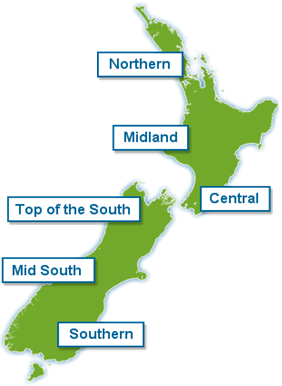 Northern
Midland
Central
Top of the South
Mid South
Southern